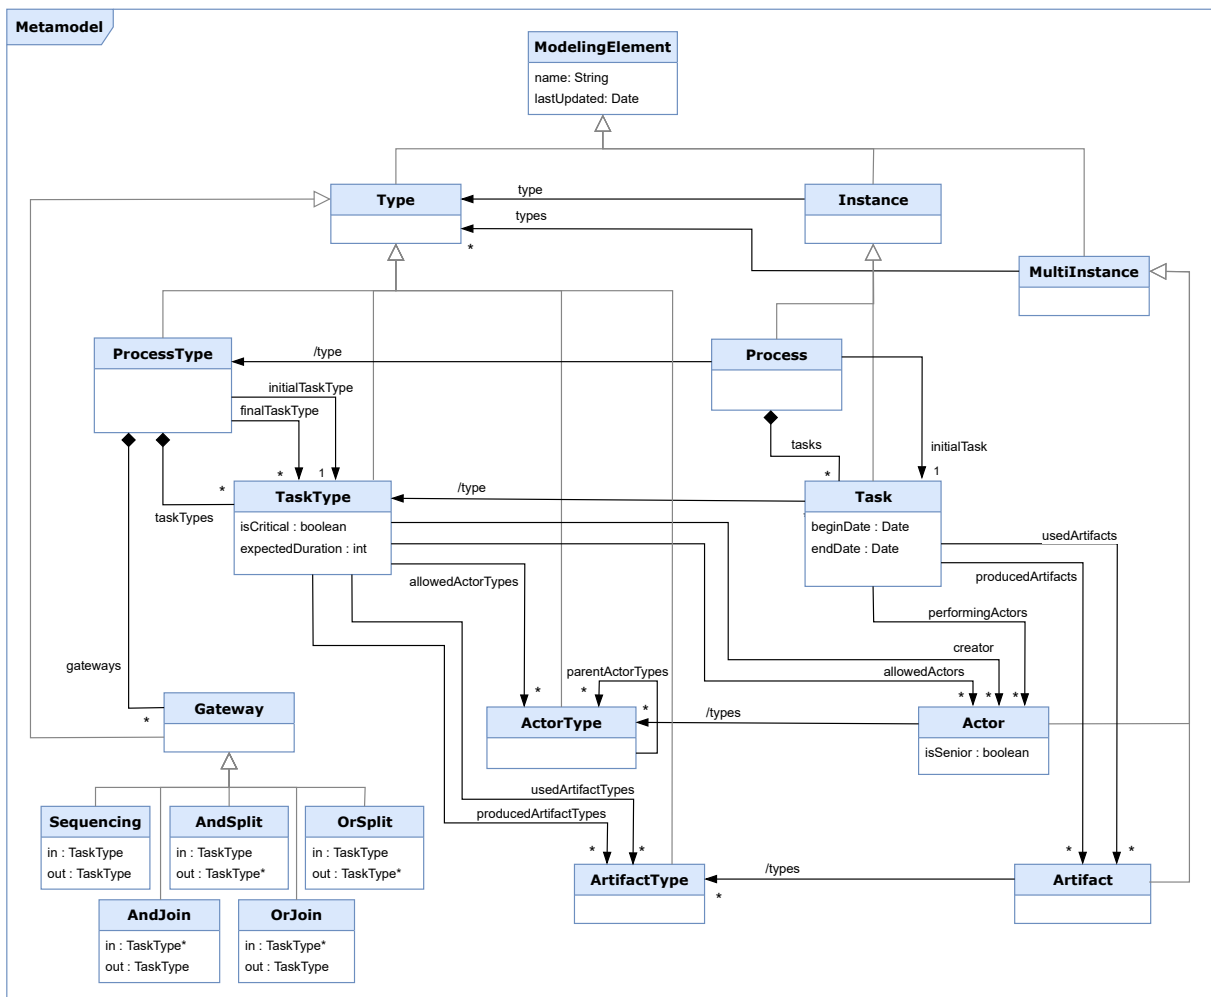 Metamodel
ModelingElement
name: String
lastUpdated: Date
Type
type
Instance
types
*
MultiInstance
ProcessType
/type
Process
initialTaskType
finalTaskType
tasks
initialTask
*
1
*
*
1
taskTypes
TaskType
isCritical : boolean
expectedDuration : int
/type
Task
beginDate : Date
endDate : Date
usedArtifacts
allowedActorTypes
producedArtifacts
performingActors
creator
gateways
parentActorTypes
allowedActors
*
*
*
*
*
*
Gateway
*
ActorType
/types
Actor
isSenior : boolean
usedArtifactTypes
producedArtifactTypes
Sequencing
in : TaskType
out : TaskType
AndSplit
in : TaskType
out : TaskType*
OrSplit
in : TaskType
out : TaskType*
*
*
*
*
ArtifactType
/types
*
Artifact
AndJoin
in : TaskType*
out : TaskType
OrJoin
in : TaskType*
out : TaskType